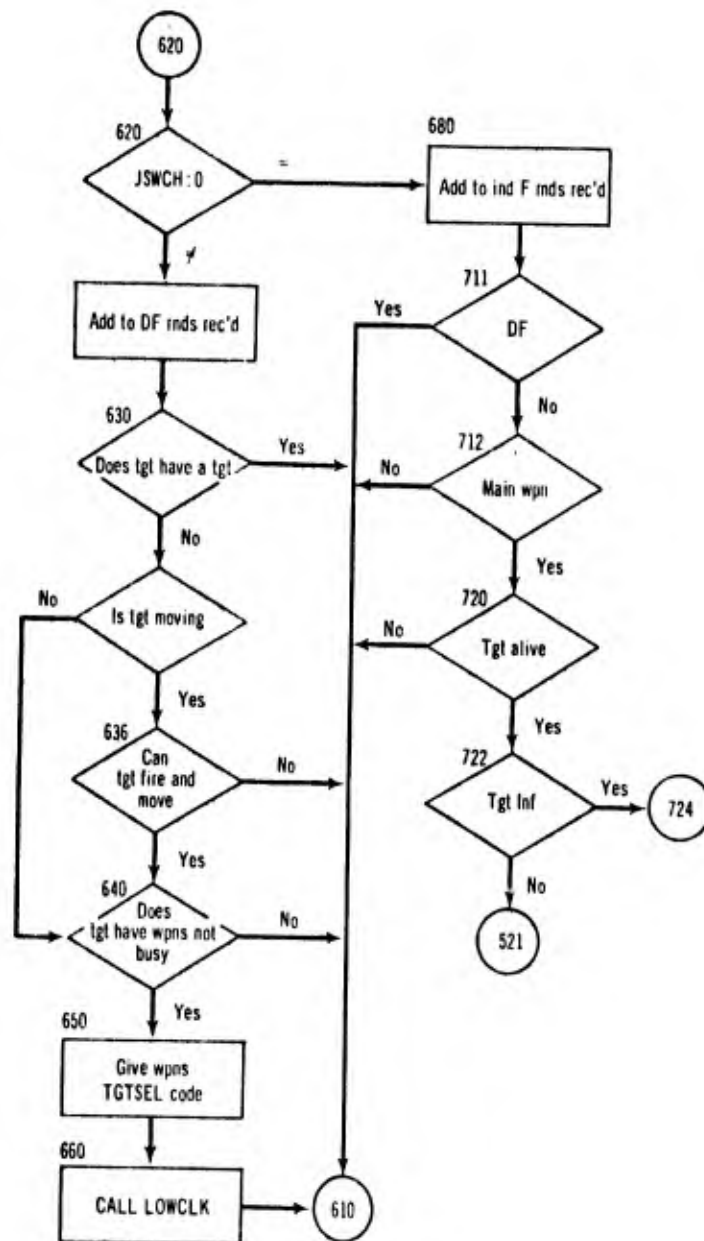 620
620
JSWCH : 0
=
≠
Add to DF rnds rec'd
630
Does tgt have a tgt
Yes
No
Is tgt moving
No
Yes
636
Can
tgt fire and
move
No
Yes
640
Does
tgt have wpns not
busy
No
Yes
650
Give wpns
TGTSEL code
660
CALL LOWCLK
610
680
Add to ind F rnds rec'd
711
DF
Yes
No
712
Main wpn
No
Yes
720
Tgt alive
No
Yes
722
Tgt Inf
Yes
724
No
521